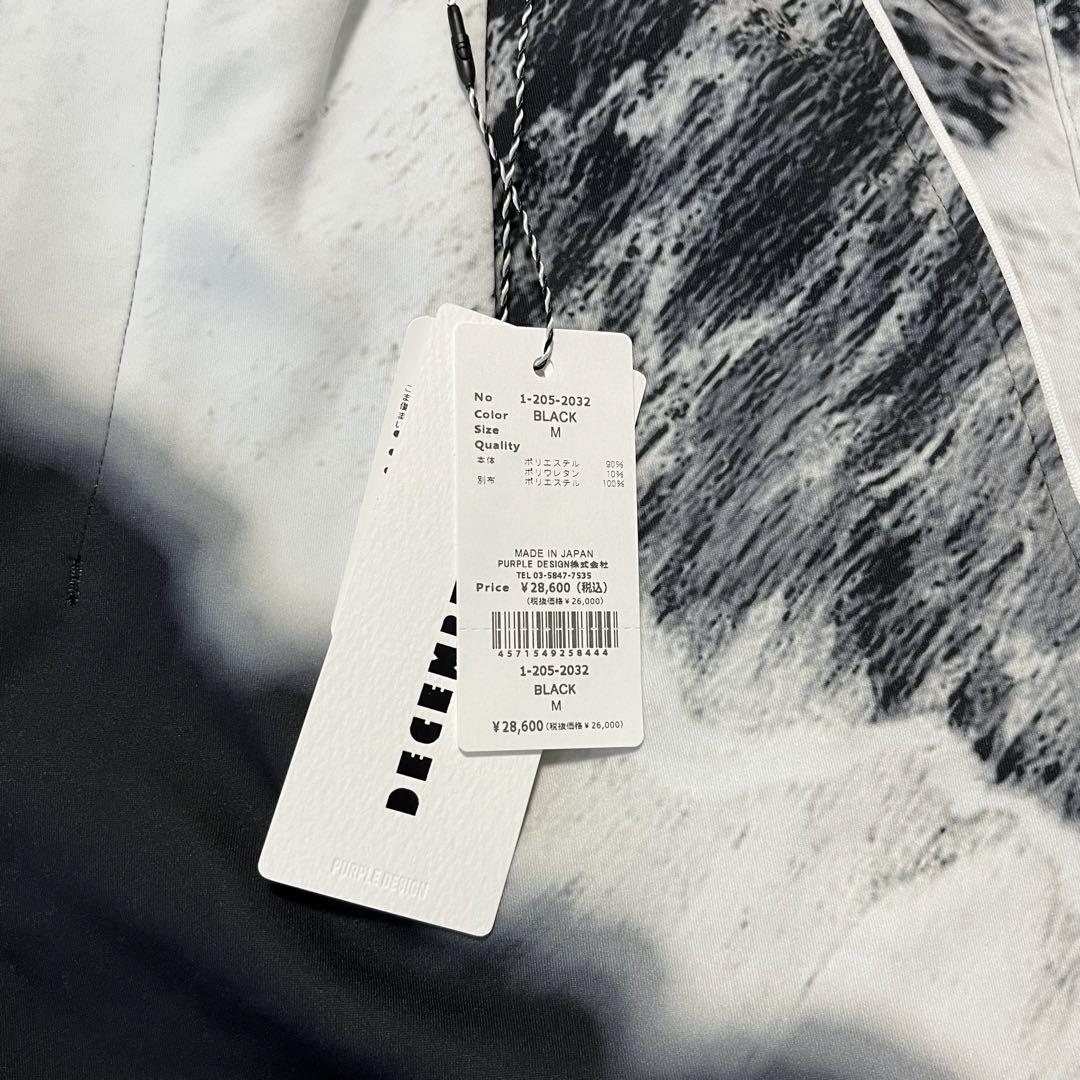 No 1-205-2032
Color BLACK
Size M
Quality
本体 ポリエステル 90%
ポリウレタン 10%
別布 ポリエステル 100%
MADE IN JAPAN
PURPLE DESIGN株式会社
TEL 03-5847-7535
Price ¥28,600(税込)
(税抜価格¥26,000)
4571549258444
1-205-2032
BLACK
M
¥28,600(税抜価格¥26,000)
DECEMB
PURPLE DESIGN